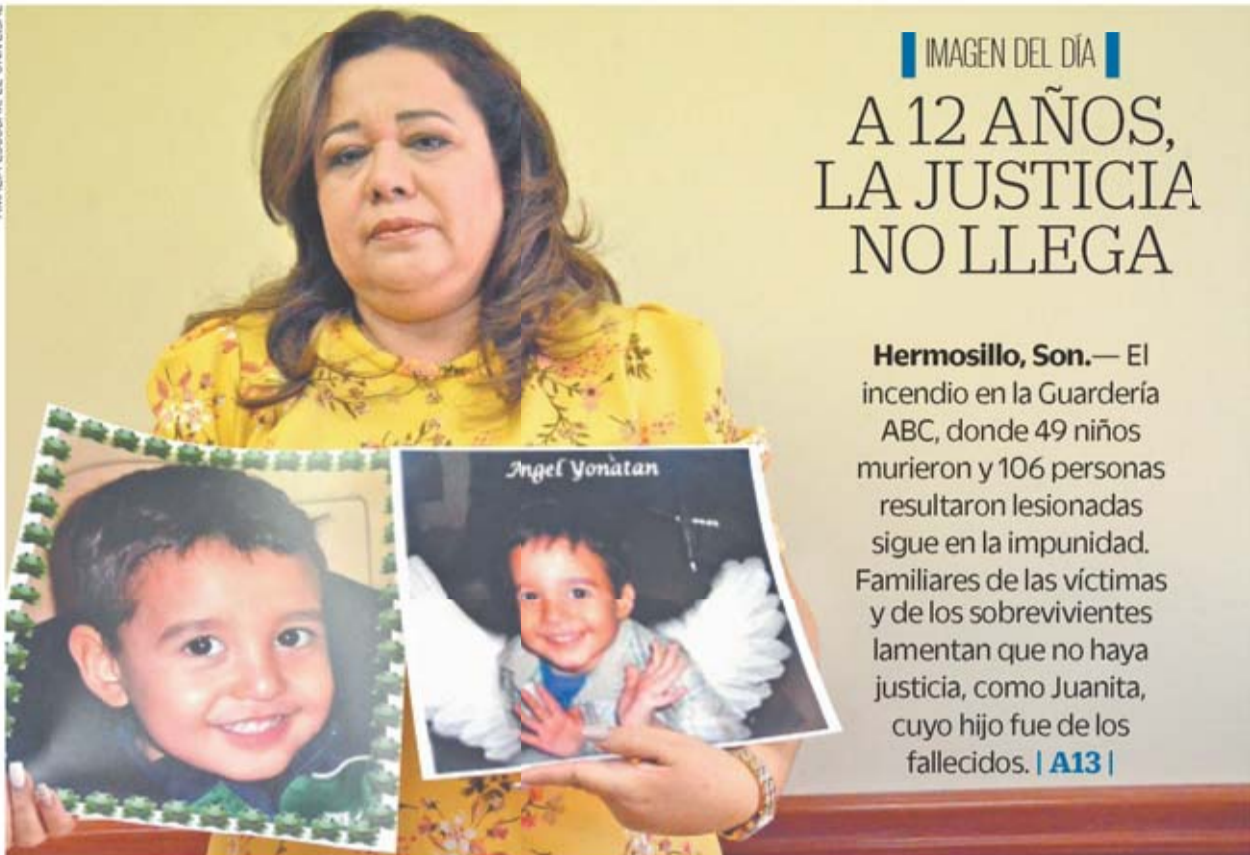 IMAGEN DEL DÍA
A 12 AÑOS,
LA JUSTICIA
NO LLEGA
Hermosillo, Son.— El
incendio en la Guardería
ABC, donde 49 niños
murieron y 106 personas
resultaron lesionadas
sigue en la impunidad.
Familiares de las víctimas
y de los sobrevivientes
lamentan que no haya
justicia, como Juanita,
cuyo hijo fue de los
fallecidos. | A13 |
Angel Yonatan